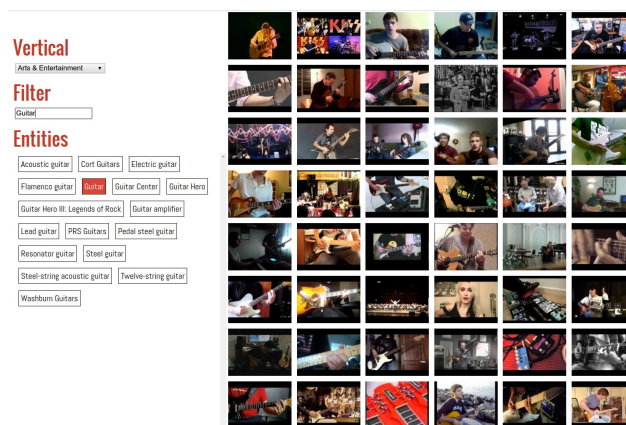 Vertical
Arts & Entertainment
Filter
Guitar
Entities
Acoustic guitar Cort Guitars Electric guitar
Flamenco guitar Guitar Guitar Center Guitar Hero
Guitar Hero III: Legends of Rock Guitar amplifier
Lead guitar PRS Guitars Pedal steel guitar
Resonator guitar Steel guitar
Steel-string acoustic guitar Twelve-string guitar
Washburn Guitars